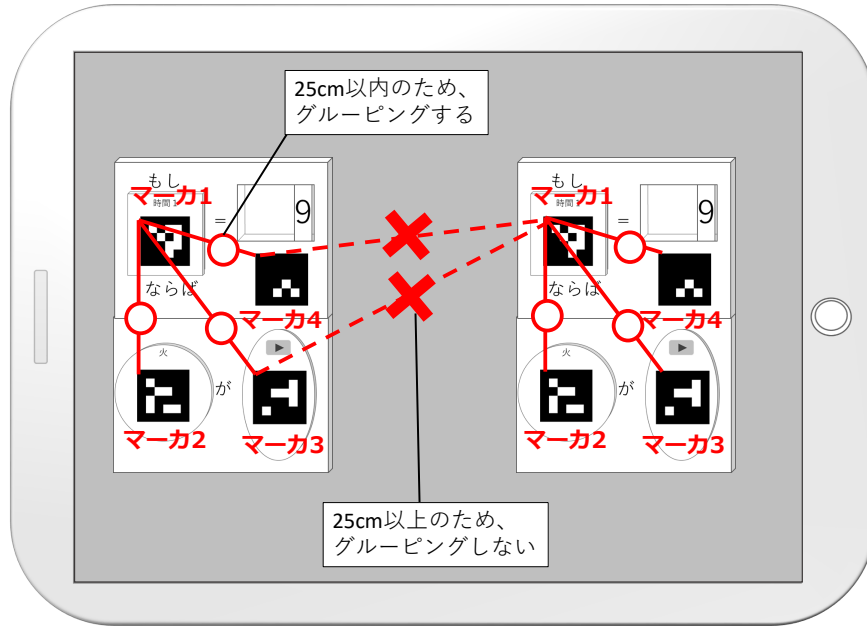 25cm以内のため、
グルーピングする
もし
マーカ1
時間1
=
9
ならば
マーカ4
火
が
マーカ2
マーカ3
もし
マーカ1
時間1
=
9
ならば
マーカ4
火
が
マーカ2
マーカ3
25cm以上のため、
グルーピングしない